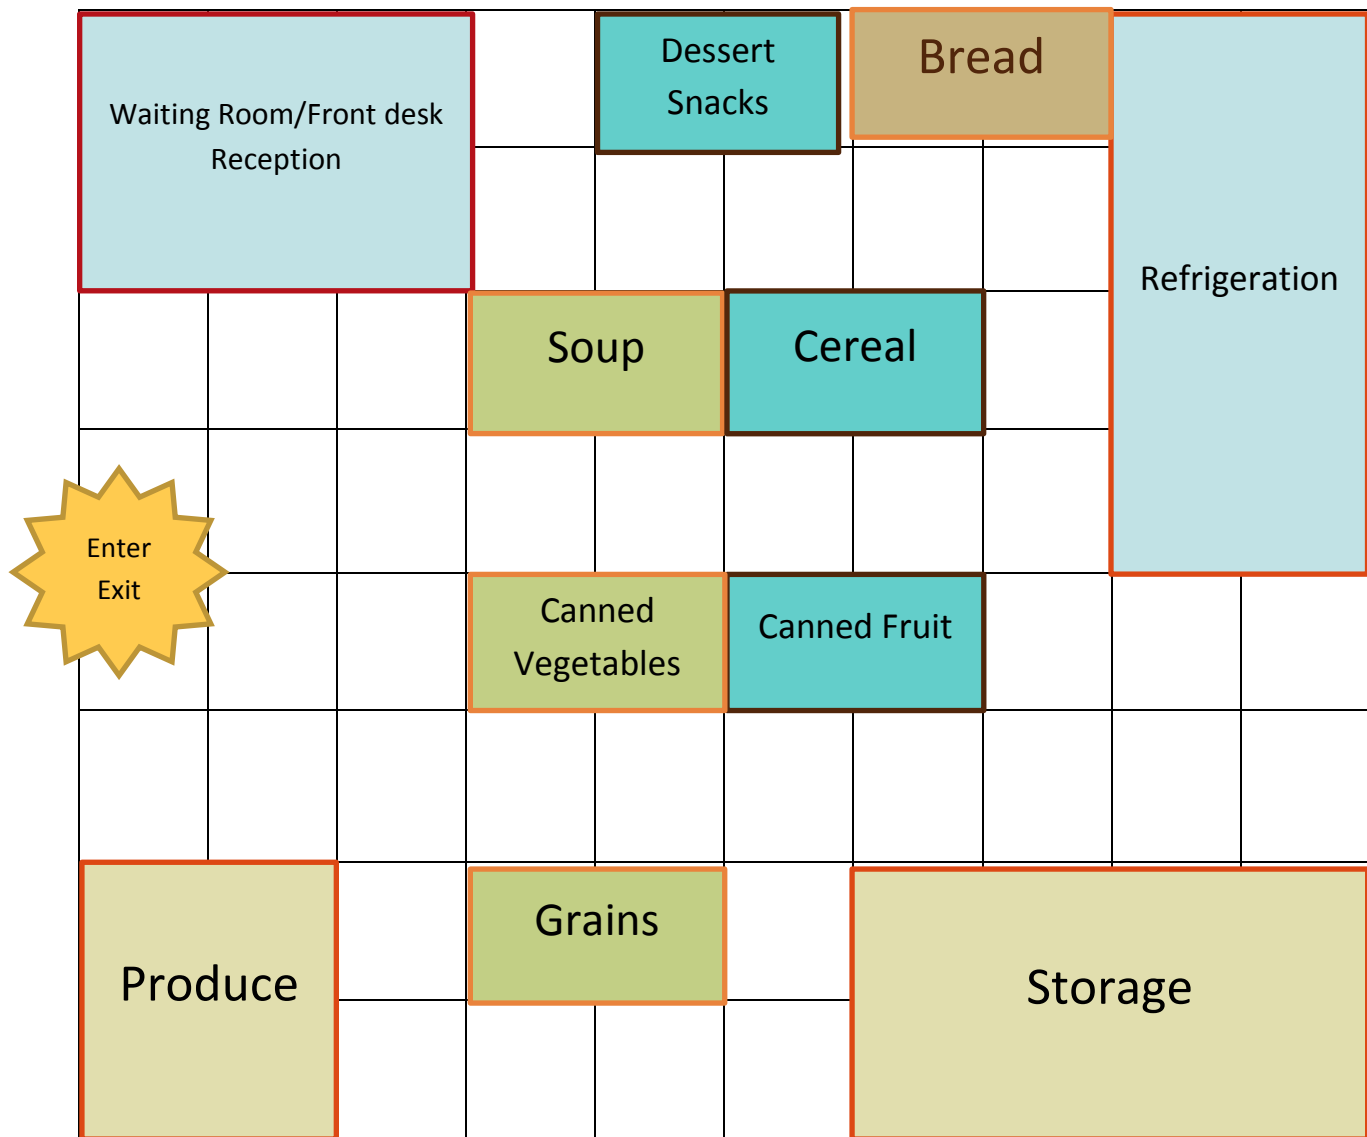 Waiting Room/Front desk
Reception
Dessert
Snacks
Bread
Refrigeration
Soup
Cereal
Enter
Exit
Canned
Vegetables
Canned Fruit
Produce
Grains
Storage